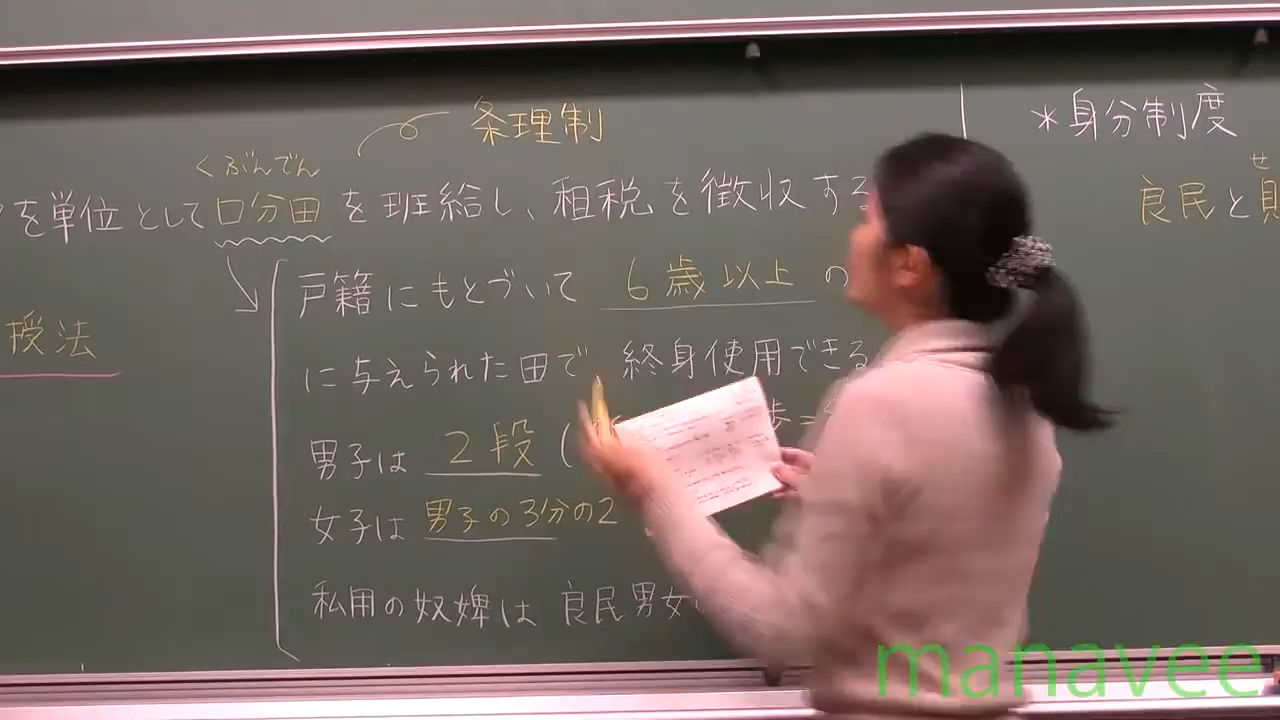 条理制
くぶんでん
を単位として口分田を班給し、租税を徴収する
戸籍にもとづいて 6歳以上の
授法
に与えられた田で 終身使用できる
男子は 2段 (
歩=
女子は 男子の3分の2
私用の奴婢は 良民男女
*身分制度
せ
良民と
manavee